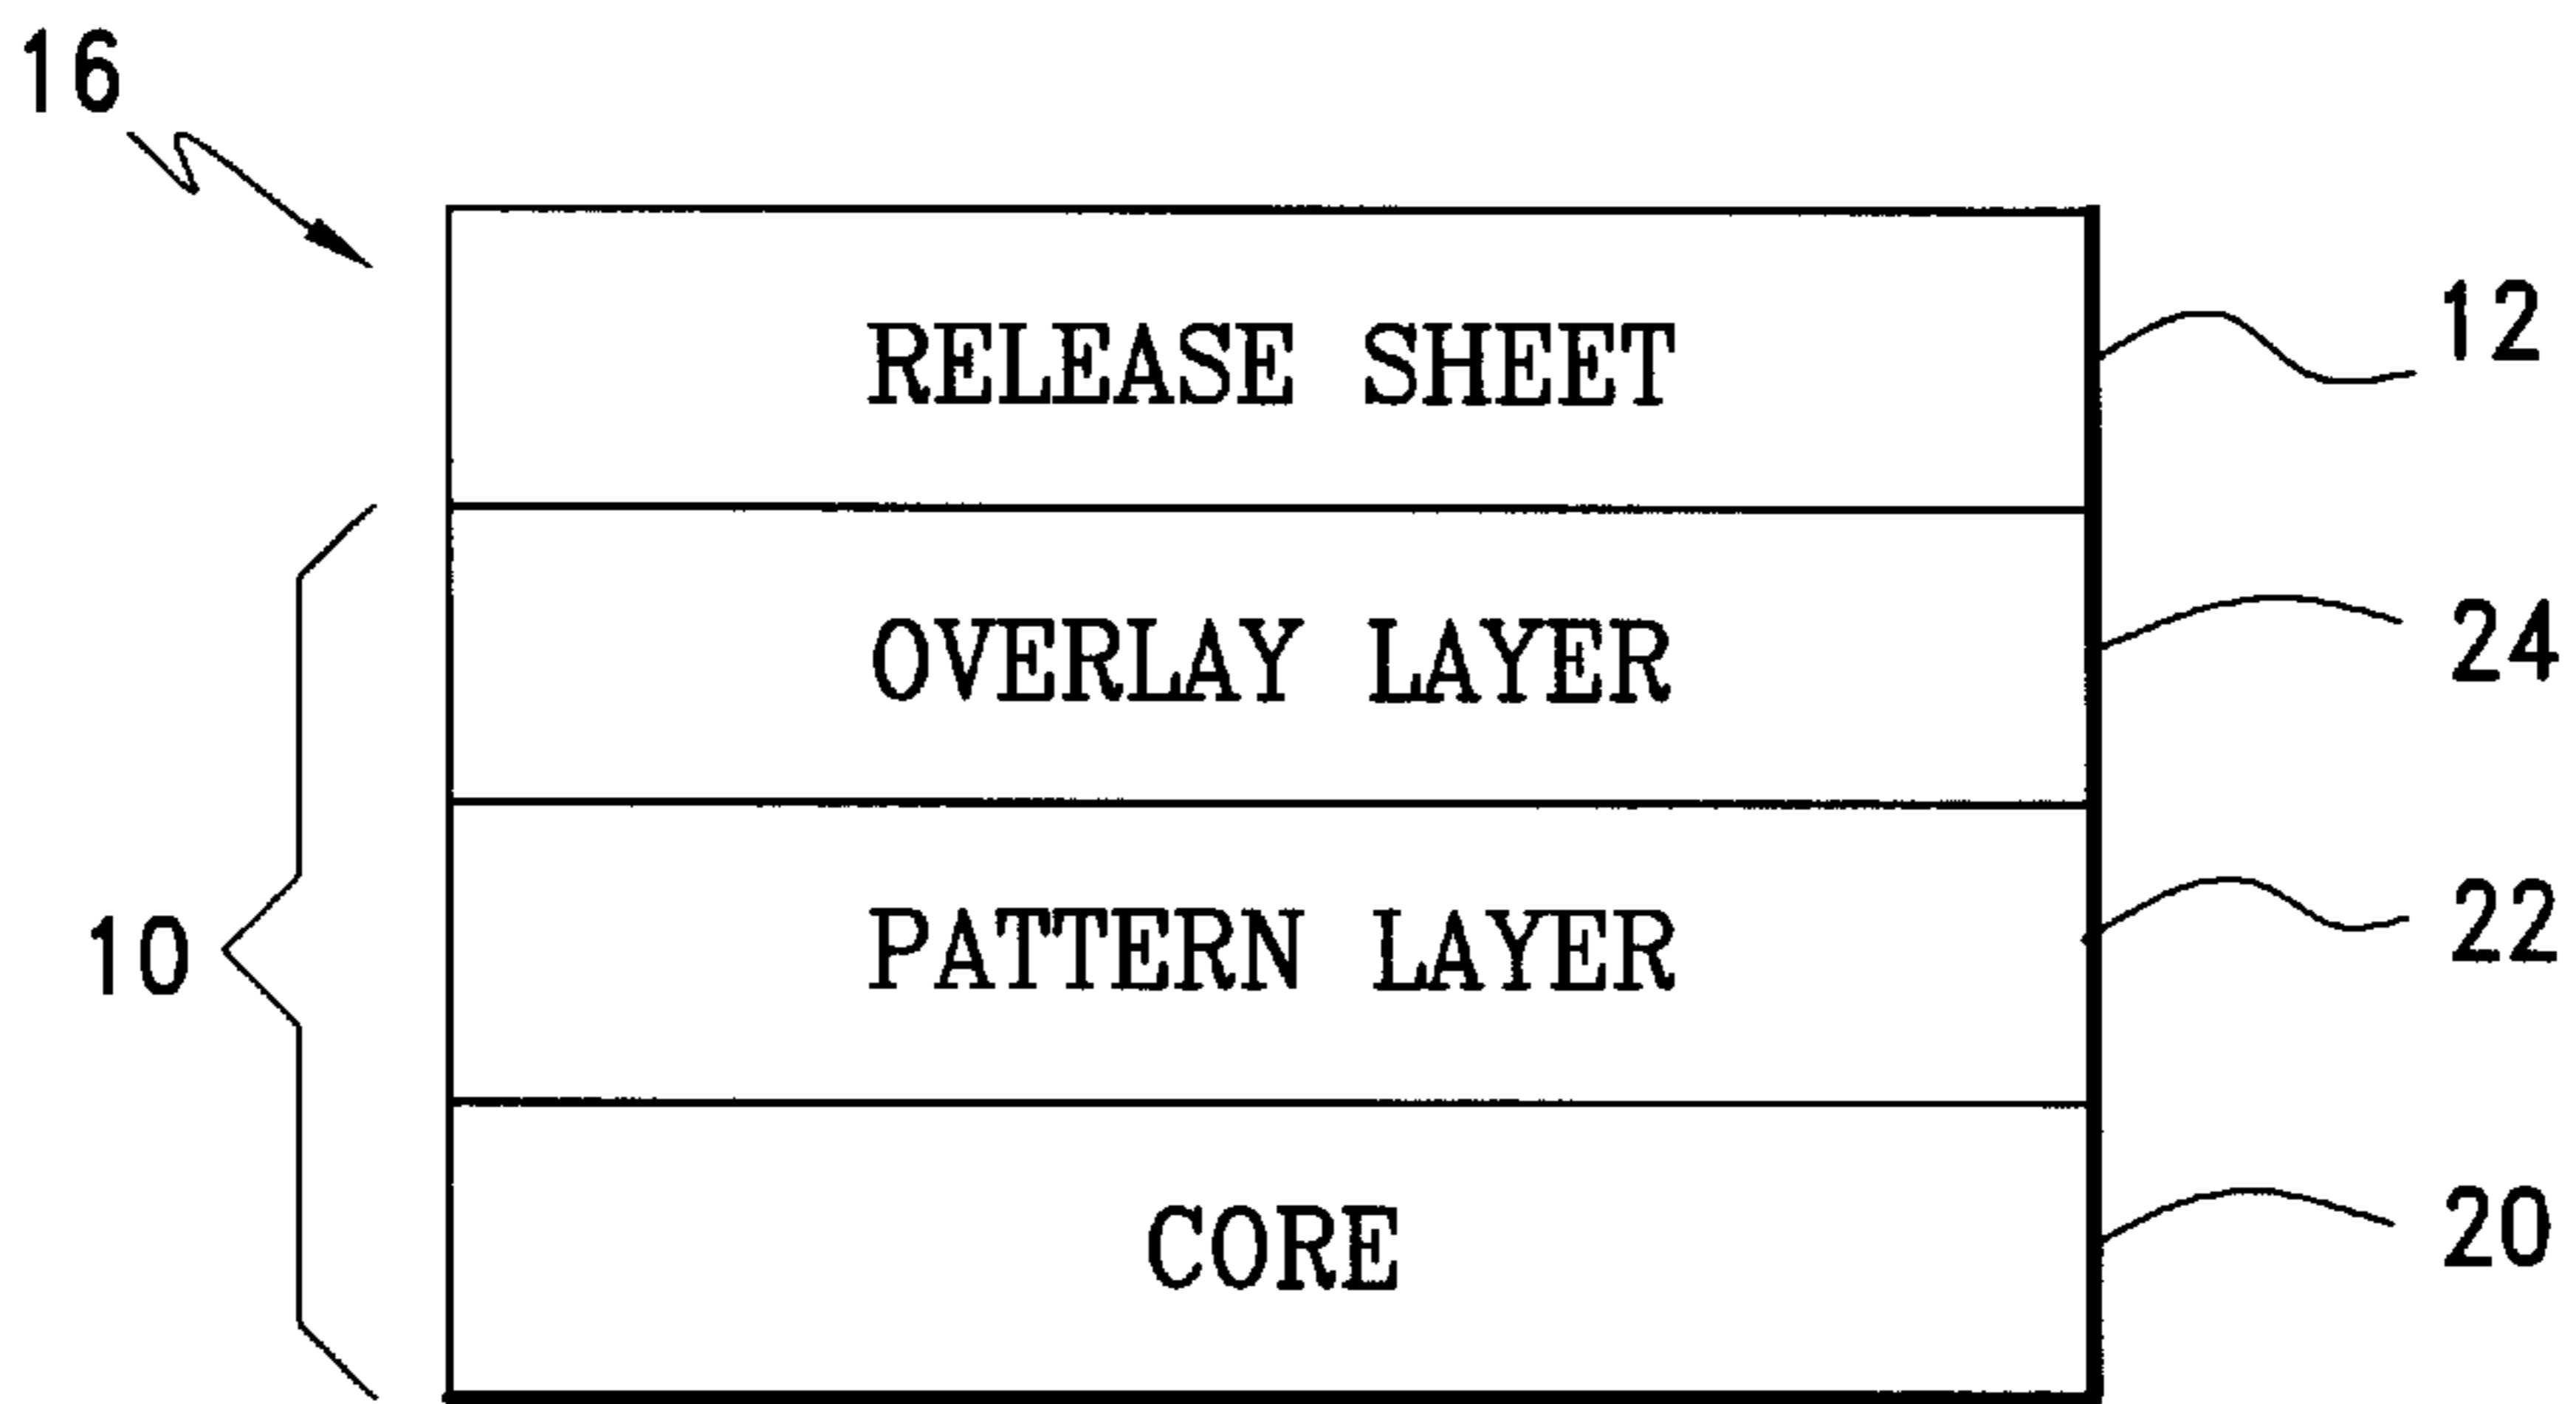 16
RELEASE SHEET 12
OVERLAY LAYER 24
10
PATTERN LAYER 22
CORE 20